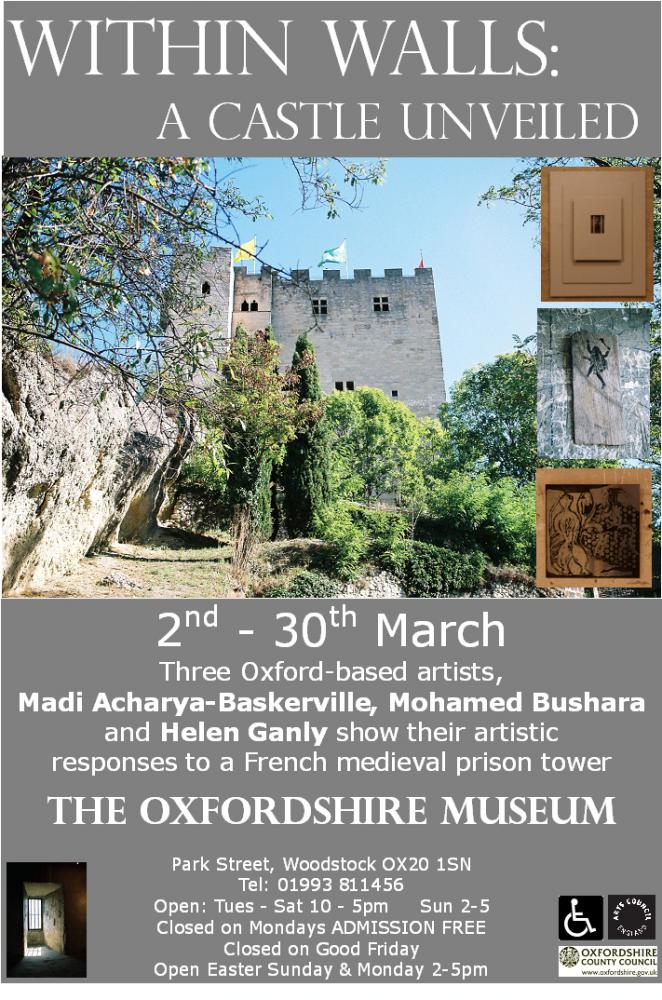 WITHIN WALLS:
A CASTLE UNVEILED
2nd - 30th March
Three Oxford-based artists,
Madi Acharya-Baskerville, Mohamed Bushara
and Helen Ganly show their artistic
responses to a French medieval prison tower
THE OXFORDSHIRE MUSEUM
Park Street, Woodstock OX20 1SN
Tel: 01993 811456
Open: Tues - Sat 10 - 5pm Sun 2-5
Closed on Mondays ADMISSION FREE
Closed on Good Friday
Open Easter Sunday & Monday 2-5pm
ARTS COUNCIL
ENGLAND
OXFORDSHIRE
COUNTY COUNCIL
www.oxfordshire.gov.uk